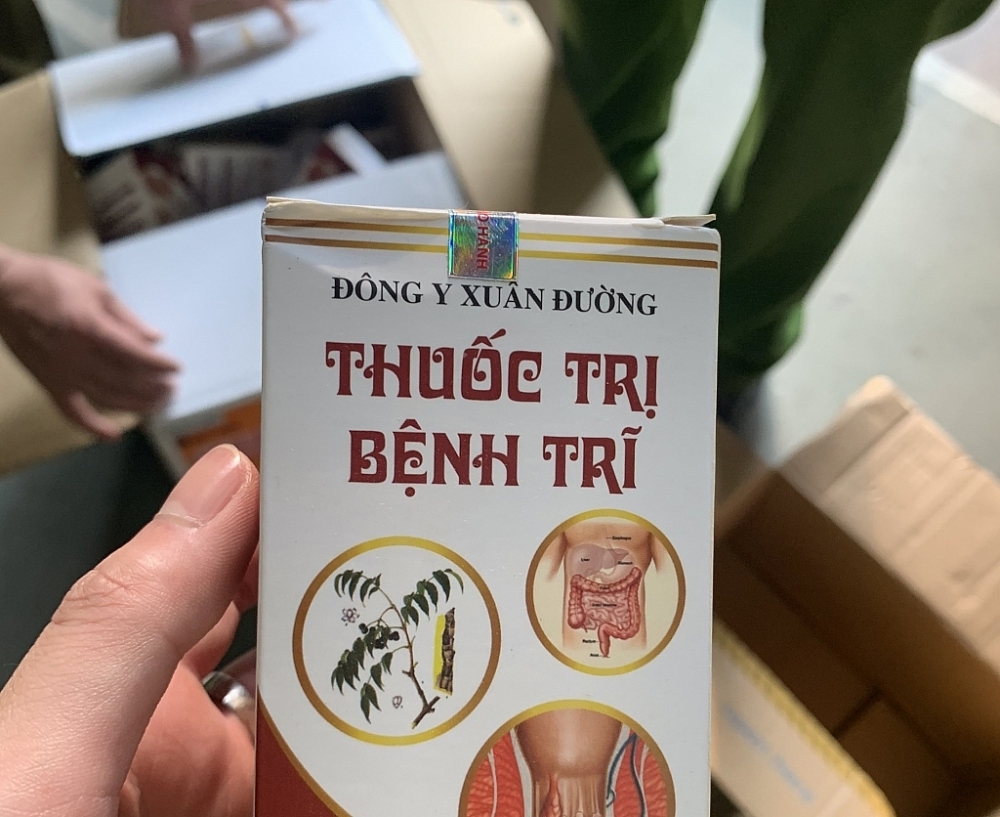 ĐÔNG Y XUÂN ĐƯỜNG
THUỐC TRỊ
BỆNH TRĨ